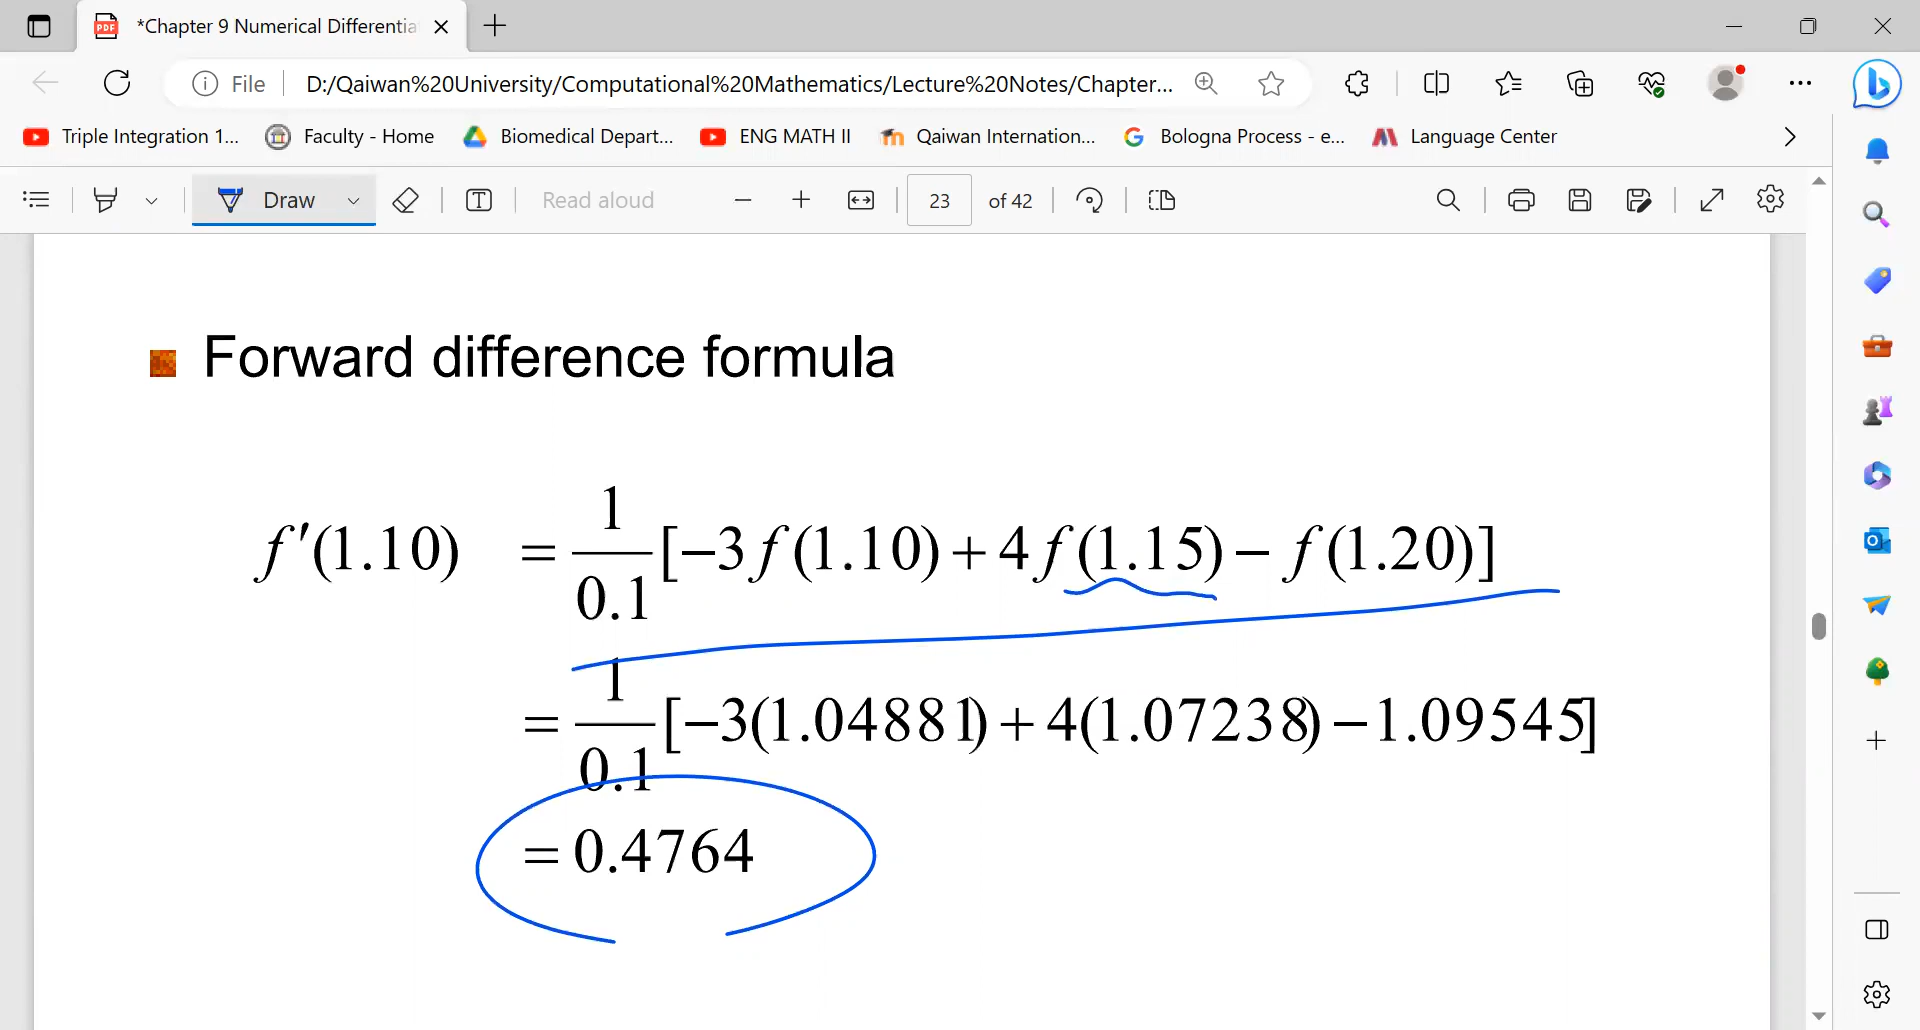 *Chapter 9 Numerical Differentia
File D:/Qaiwan%20University/Computational%20Mathematics/Lecture%20Notes/Chapter...
Triple Integration 1... Faculty - Home Biomedical Depart... ENG MATH II Qaiwan Internation... Bologna Process - e... Language Center
Draw Read aloud 23 of 42
Forward difference formula
f′(1.10) = 1/0.1 [−3f(1.10)+4f(1.15)−f(1.20)]
= 1/0.1 [−3(1.04881)+4(1.07238)−1.09545]
= 0.4764